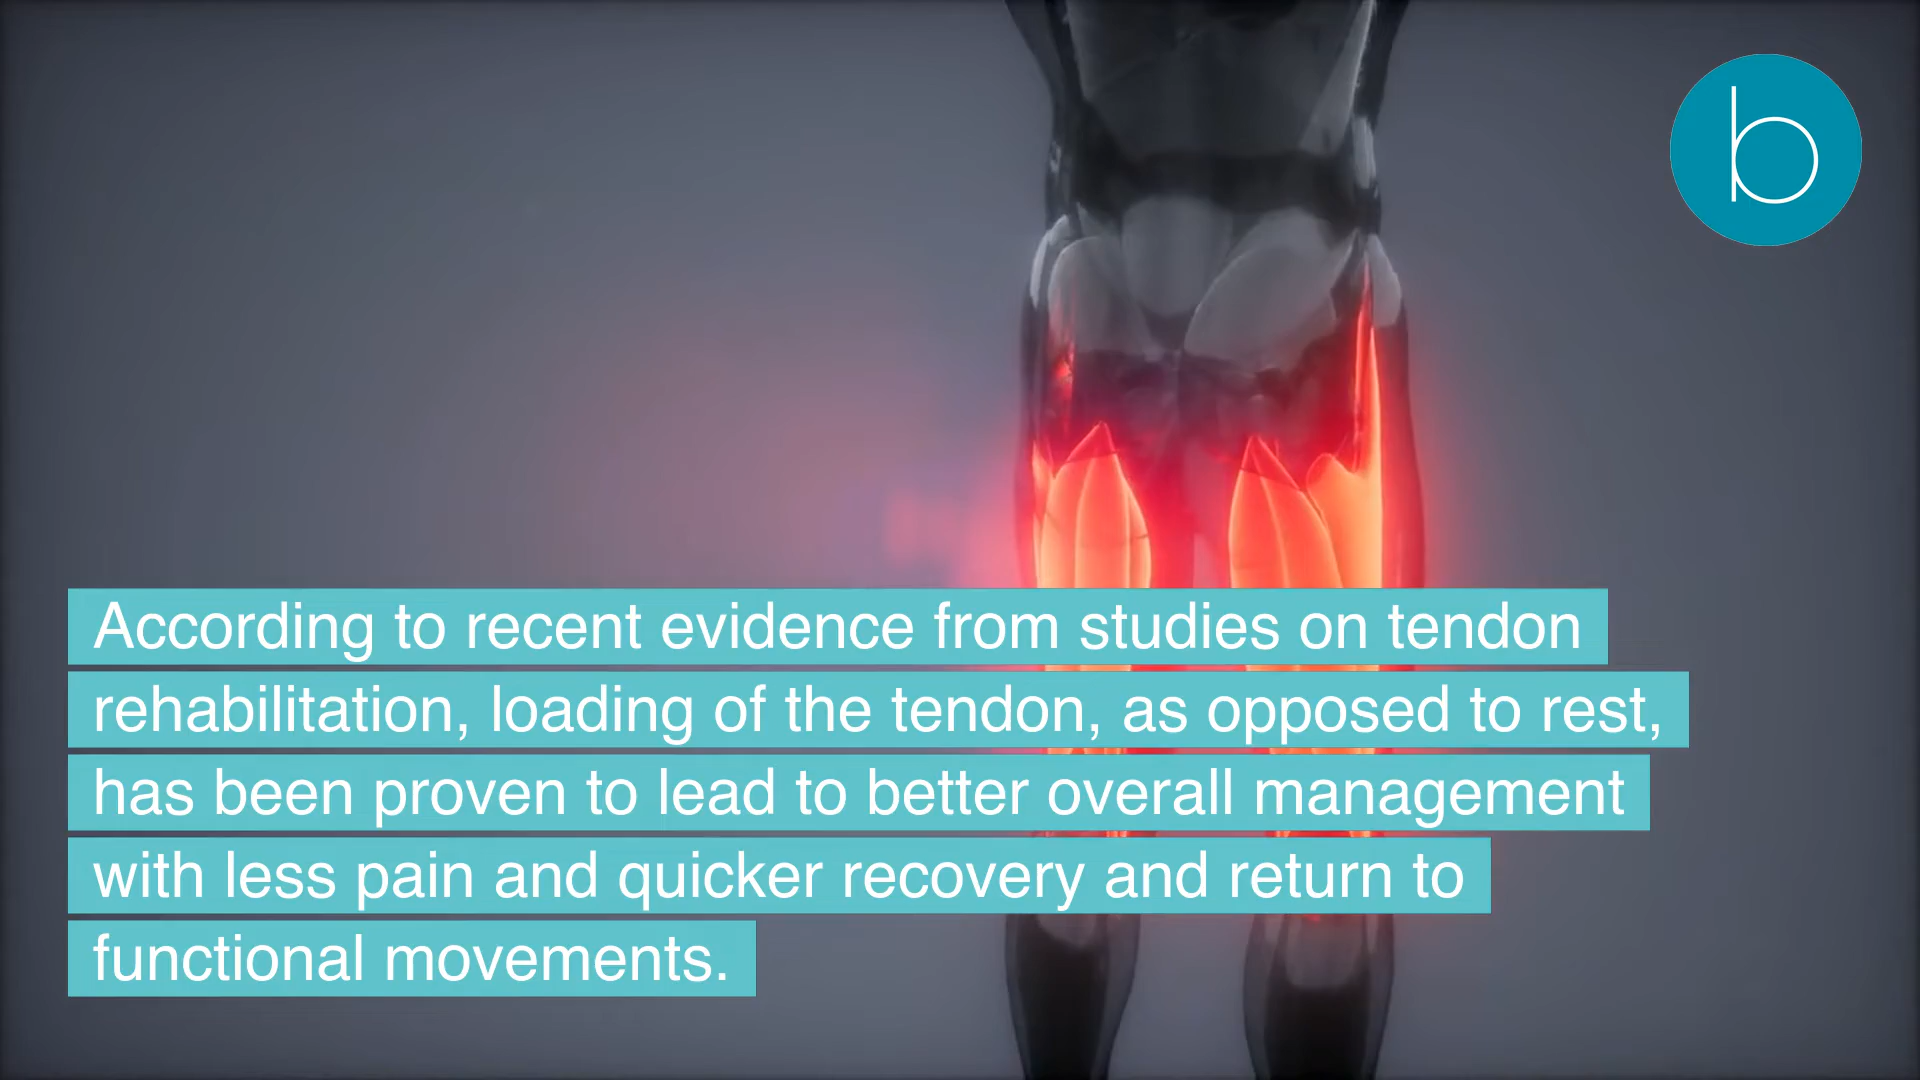 b
According to recent evidence from studies on tendon
rehabilitation, loading of the tendon, as opposed to rest,
has been proven to lead to better overall management
with less pain and quicker recovery and return to
functional movements.